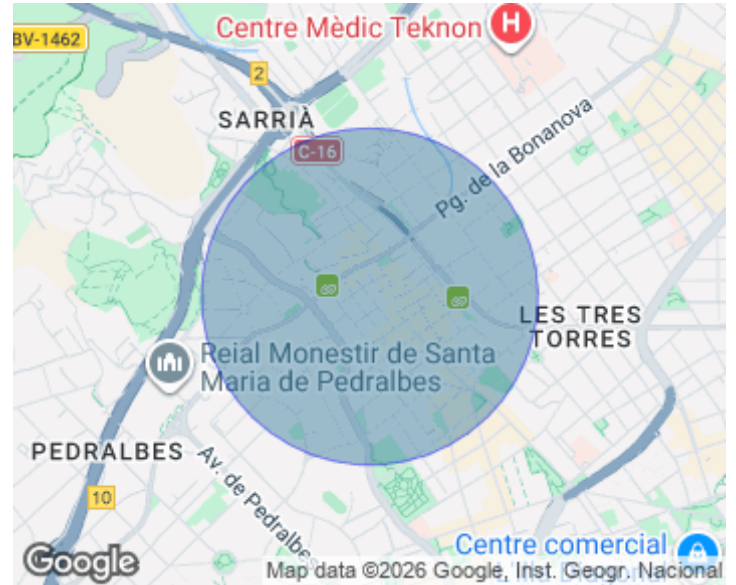 Centre Mèdic Teknon
H
BV-1462
2
SARRIÀ
C-16
Pg. de la Bonanova
LES TRES
TORRES
Reial Monestir de Santa
Maria de Pedralbes
PEDRALBES
Av. de Pedralbes
10
Centre comercial
Google
Map data ©2026 Google, Inst. Geogr. Nacional